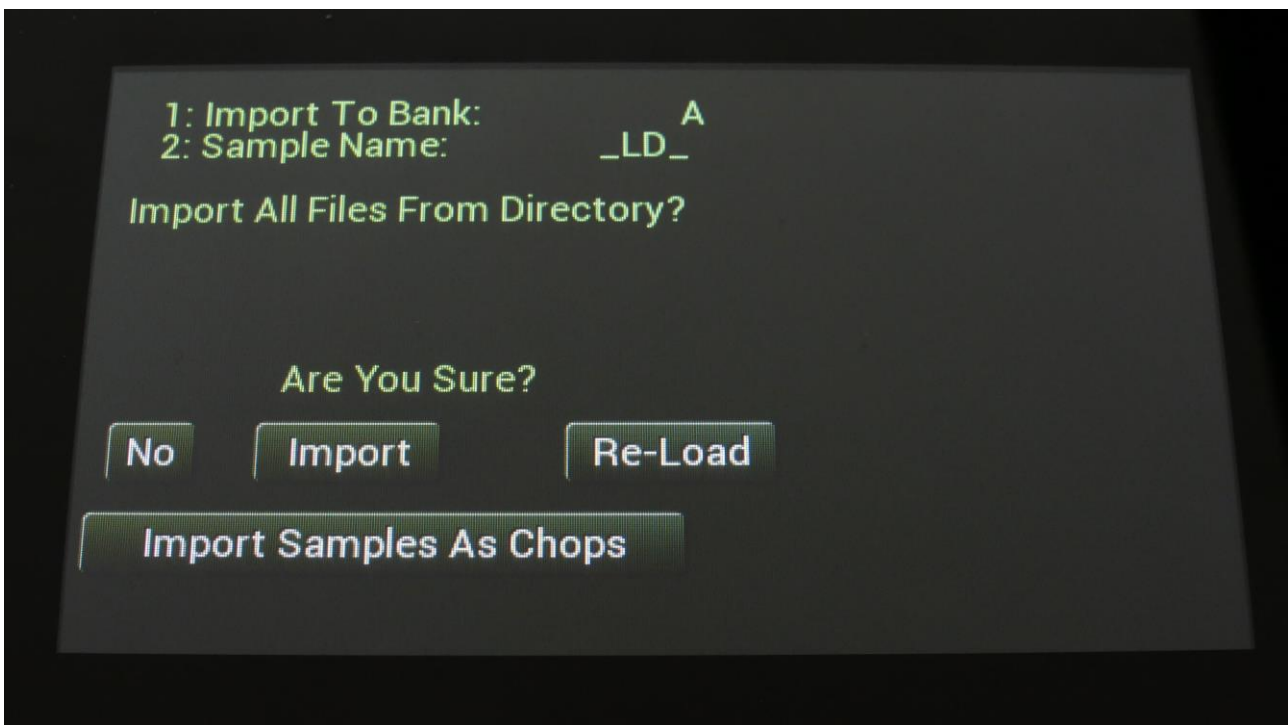 1: Import To Bank: A
2: Sample Name: _LD_
Import All Files From Directory?
Are You Sure?
No Import Re-Load
Import Samples As Chops